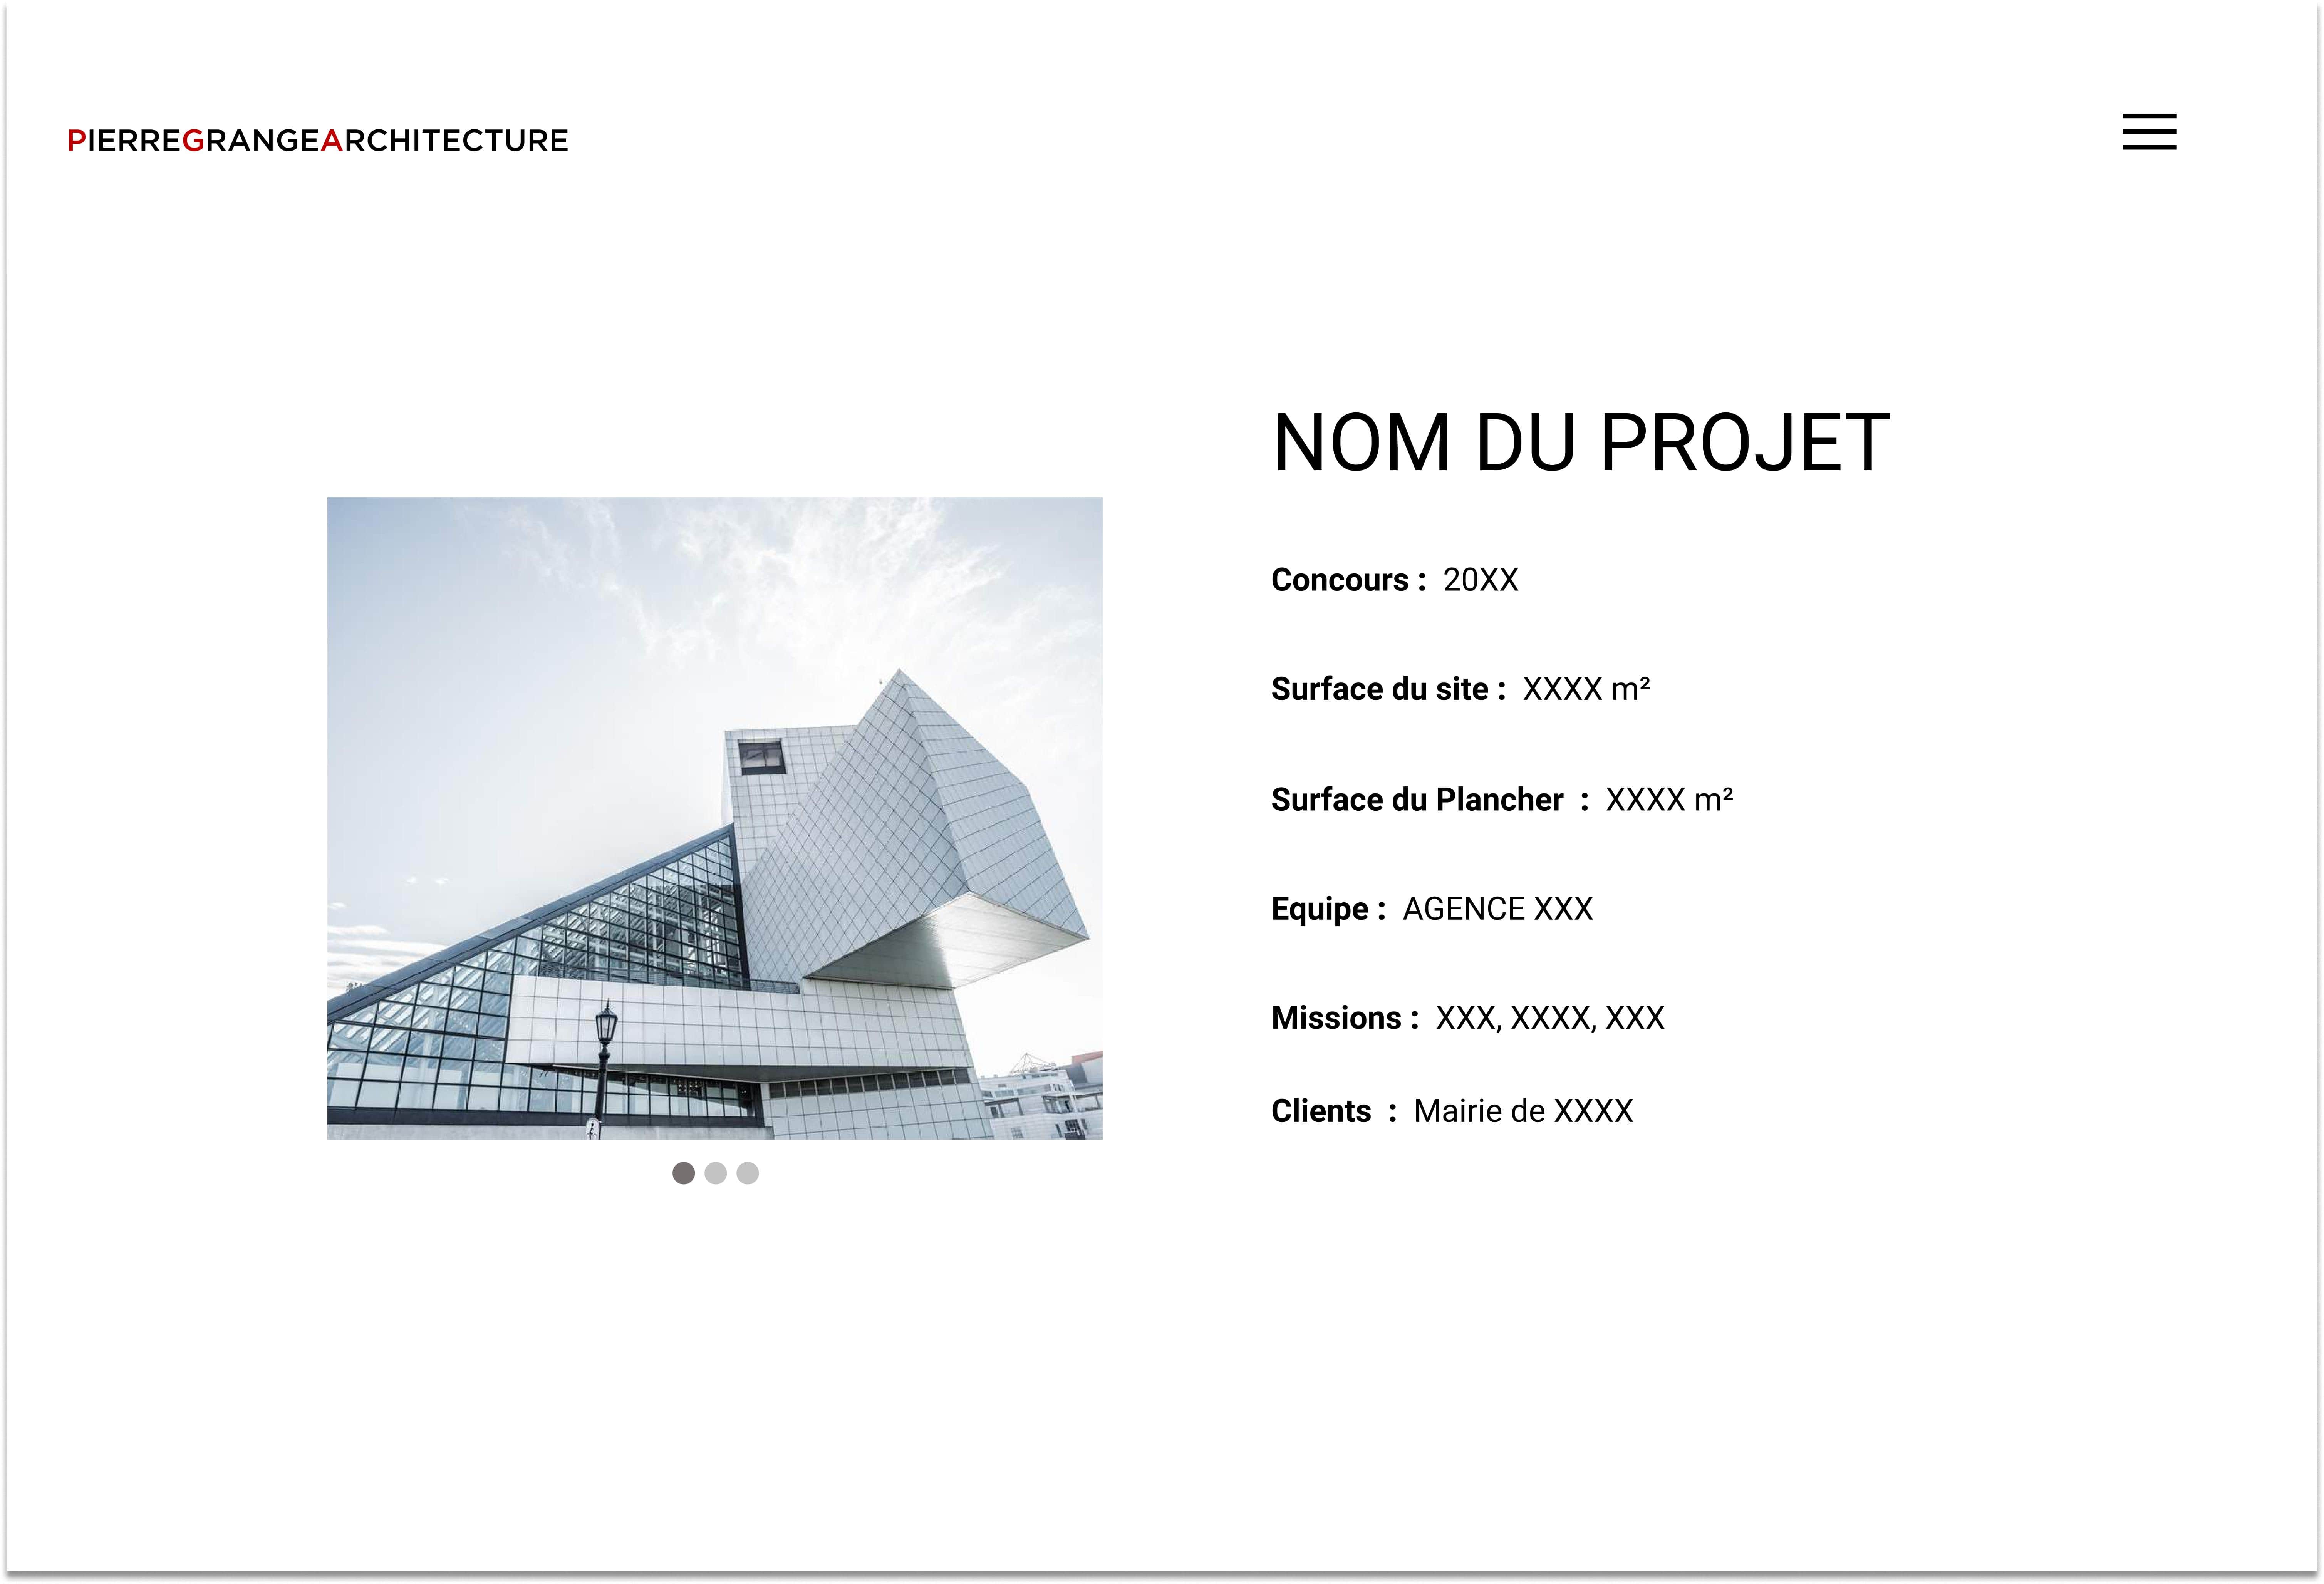 PIERREGRANGEARCHITECTURE
NOM DU PROJET
Concours : 20XX
Surface du site : XXXX m²
Surface du Plancher : XXXX m²
Equipe : AGENCE XXX
Missions : XXX, XXXX, XXX
Clients : Mairie de XXXX